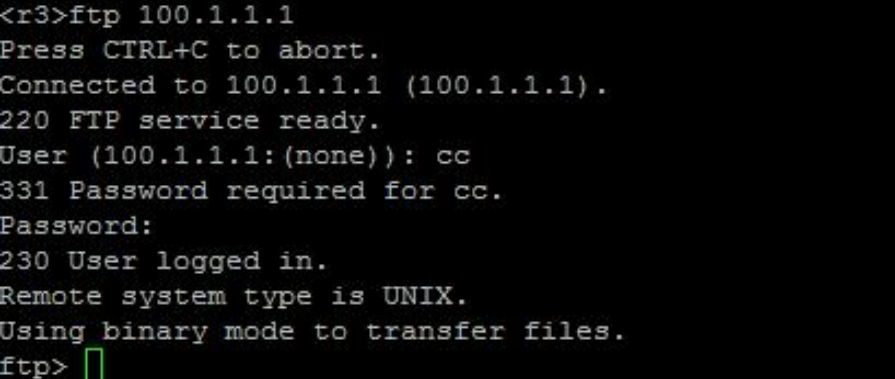 <r3>ftp 100.1.1.1
Press CTRL+C to abort.
Connected to 100.1.1.1 (100.1.1.1).
220 FTP service ready.
User (100.1.1.1:(none)): cc
331 Password required for cc.
Password:
230 User logged in.
Remote system type is UNIX.
Using binary mode to transfer files.
ftp>